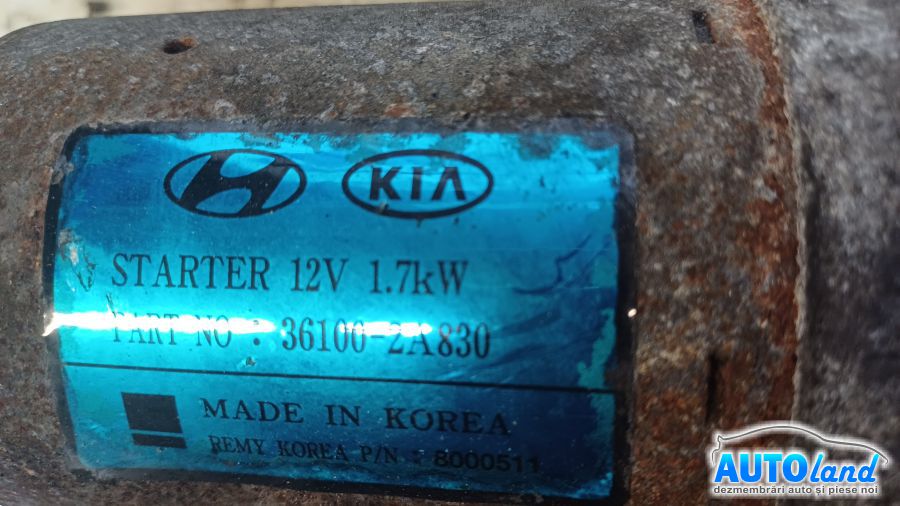 KIA
STARTER 12V 1.7kW
PART NO : 36100-2A830
MADE IN KOREA
REMY KOREA P/N : 8000511
AUTOland
dezmembrări auto și piese noi